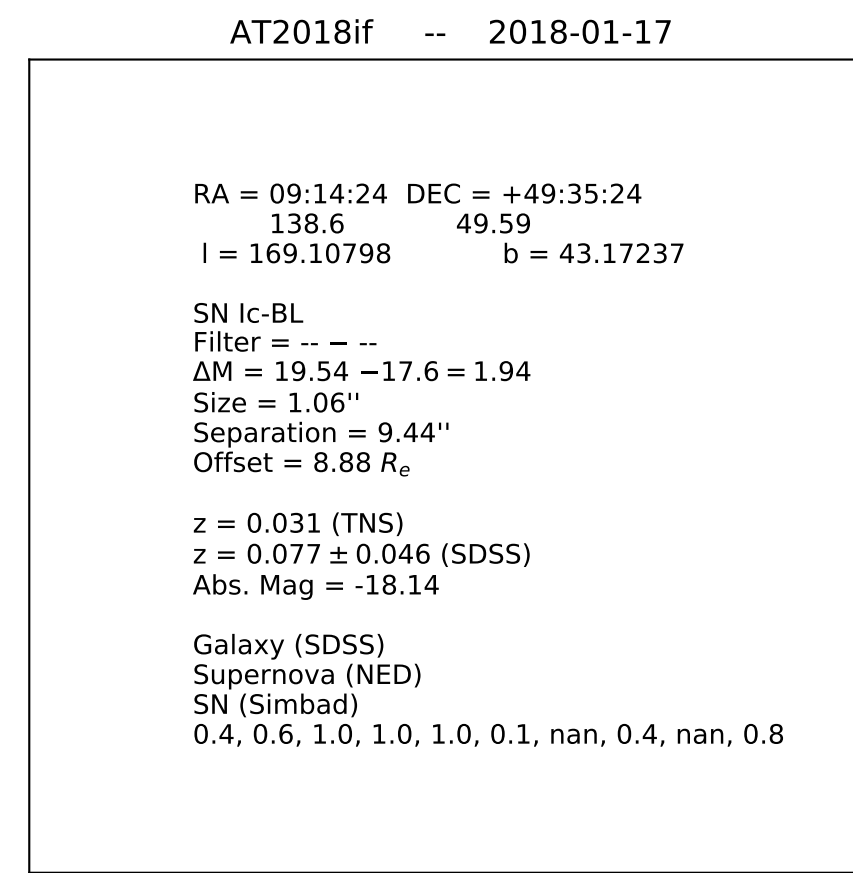 AT2018if -- 2018-01-17
RA = 09:14:24 DEC = +49:35:24
138.6 49.59
l = 169.10798 b = 43.17237
SN Ic-BL
Filter = -- − --
ΔM = 19.54 −17.6 = 1.94
Size = 1.06''
Separation = 9.44''
Offset = 8.88 Rₑ
z = 0.031 (TNS)
z = 0.077 ± 0.046 (SDSS)
Abs. Mag = -18.14
Galaxy (SDSS)
Supernova (NED)
SN (Simbad)
0.4, 0.6, 1.0, 1.0, 1.0, 0.1, nan, 0.4, nan, 0.8